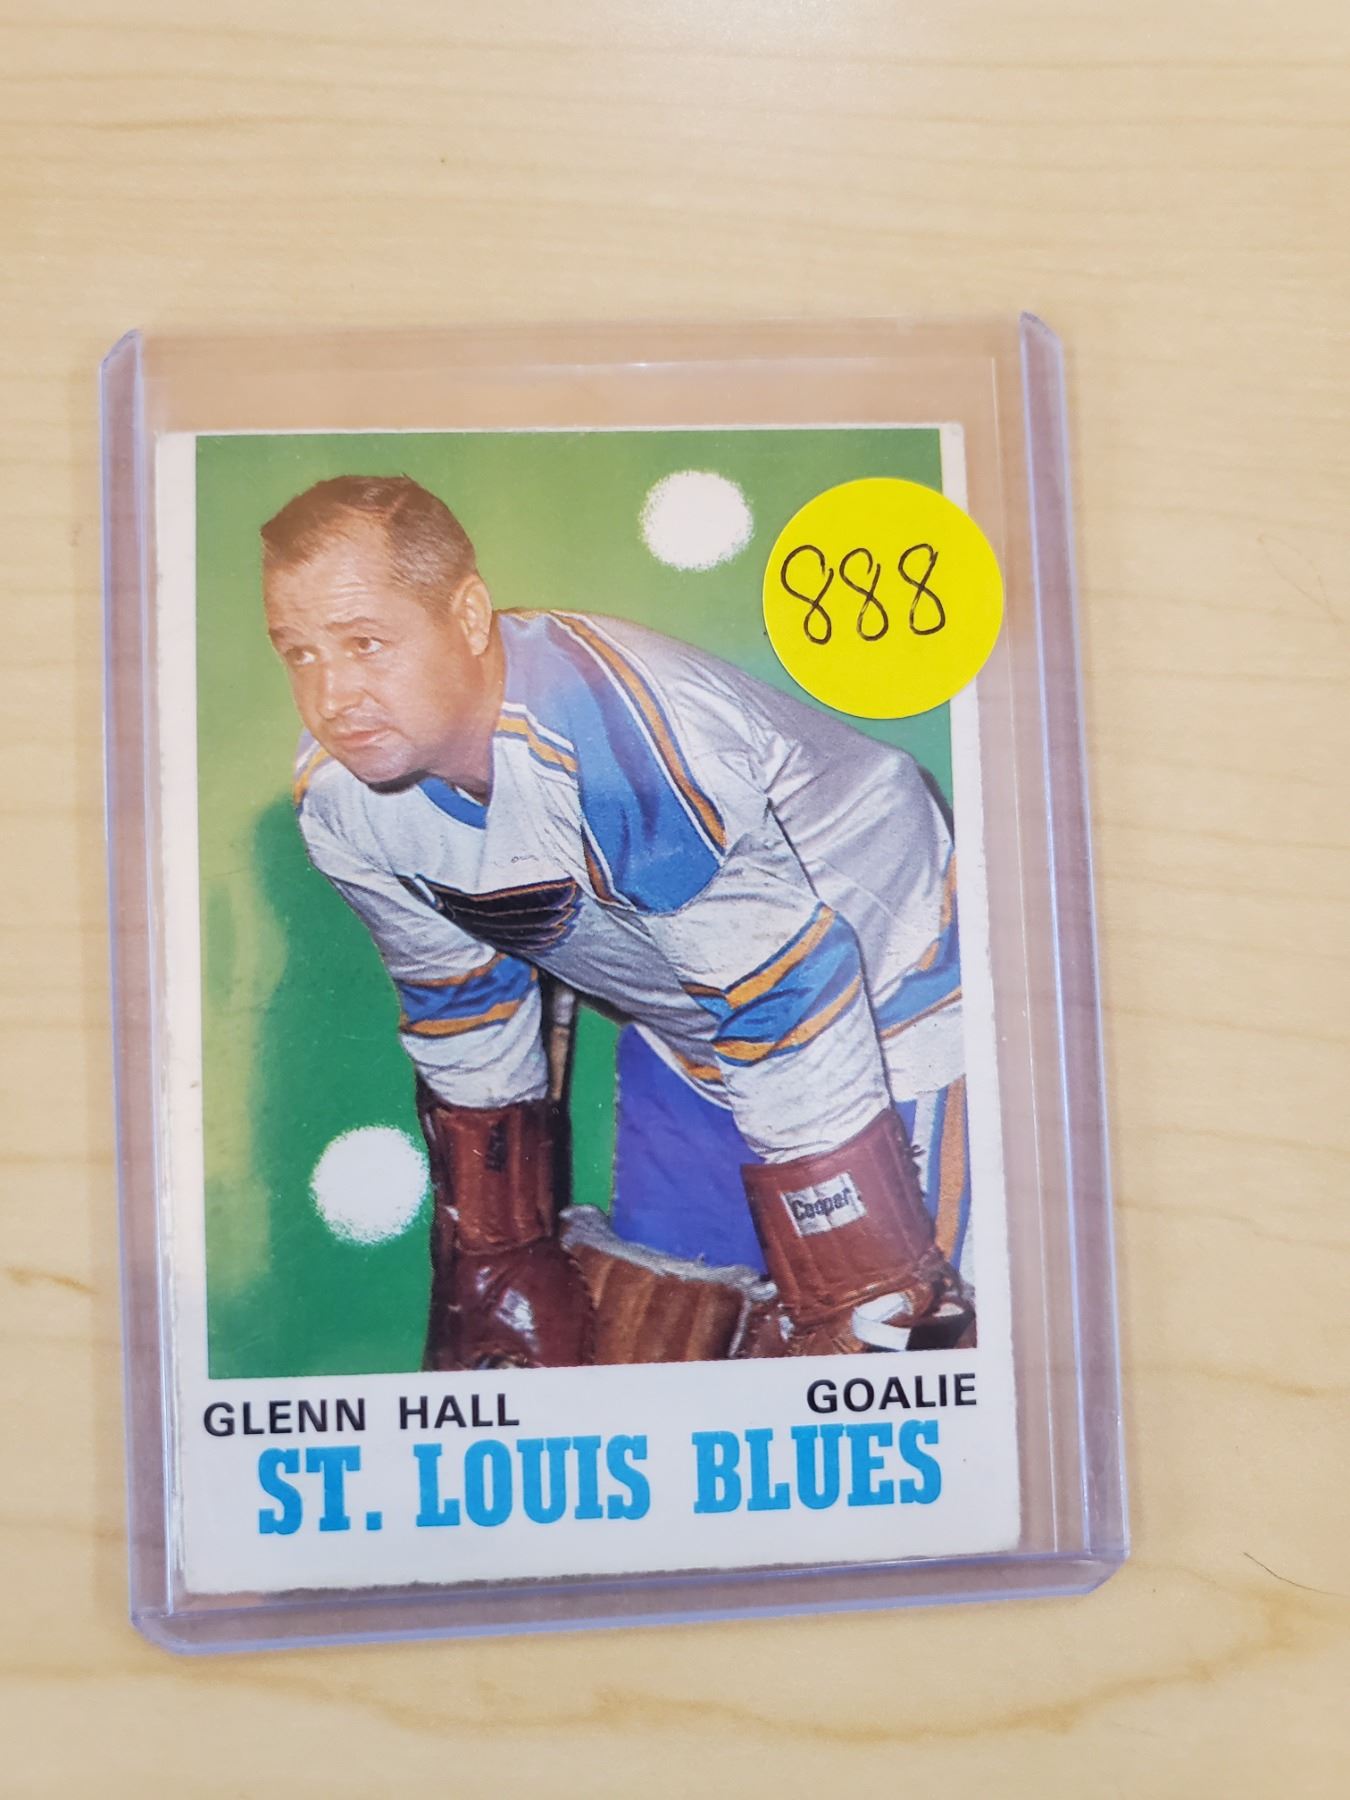 888
Cooper
GLENN HALL GOALIE
ST. LOUIS BLUES